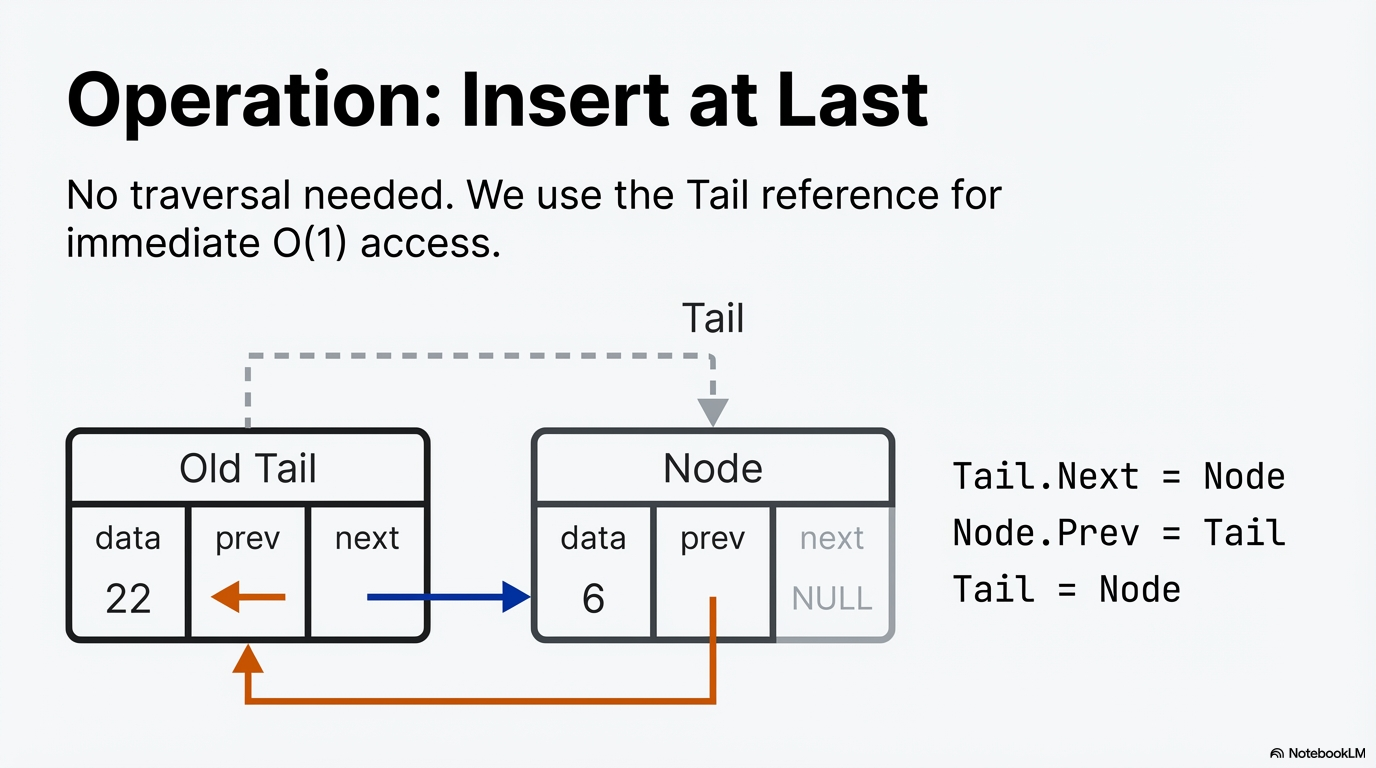 Operation: Insert at Last
No traversal needed. We use the Tail reference for
immediate O(1) access.
Tail
Old Tail
data prev next
22
Node
data prev next
6 NULL
Tail.Next = Node
Node.Prev = Tail
Tail = Node
NotebookLM